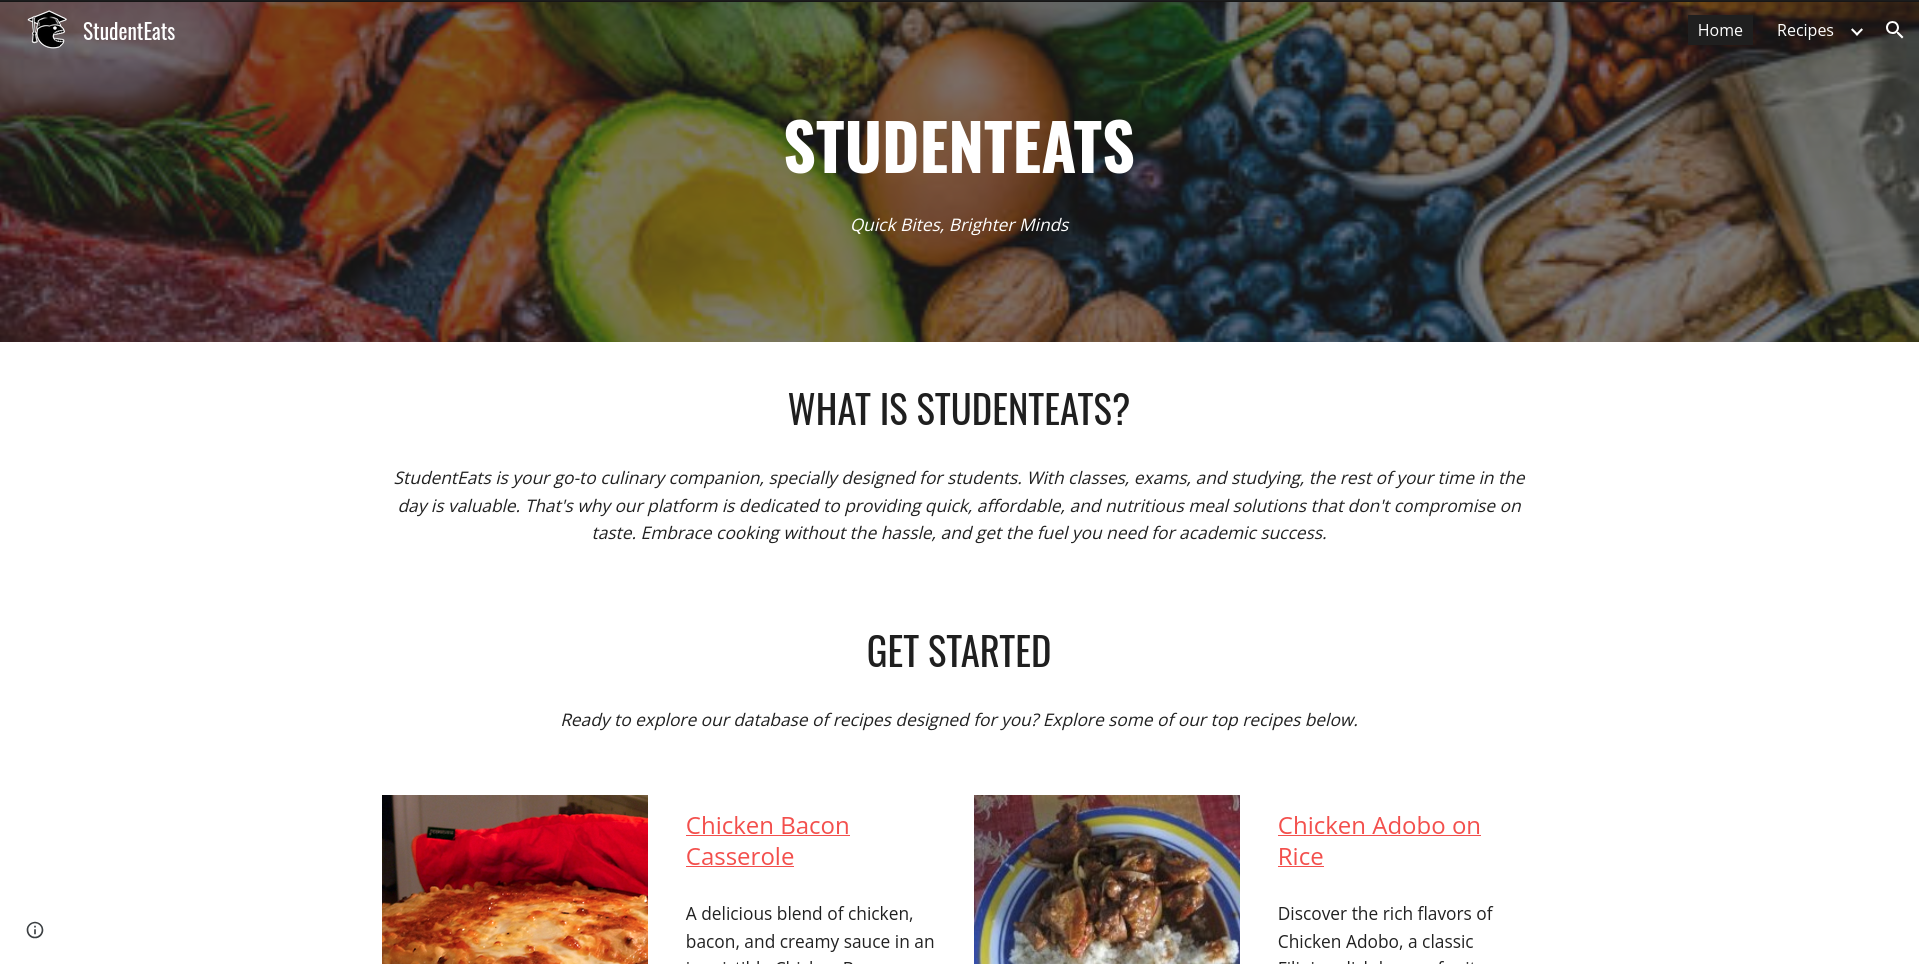 StudentEats
Home
Recipes
STUDENTEATS
Quick Bites, Brighter Minds
WHAT IS STUDENTEATS?
StudentEats is your go-to culinary companion, specially designed for students. With classes, exams, and studying, the rest of your time in the
day is valuable. That's why our platform is dedicated to providing quick, affordable, and nutritious meal solutions that don't compromise on
taste. Embrace cooking without the hassle, and get the fuel you need for academic success.
GET STARTED
Ready to explore our database of recipes designed for you? Explore some of our top recipes below.
Chicken Bacon
Casserole
A delicious blend of chicken,
bacon, and creamy sauce in an
Chicken Adobo on
Rice
Discover the rich flavors of
Chicken Adobo, a classic